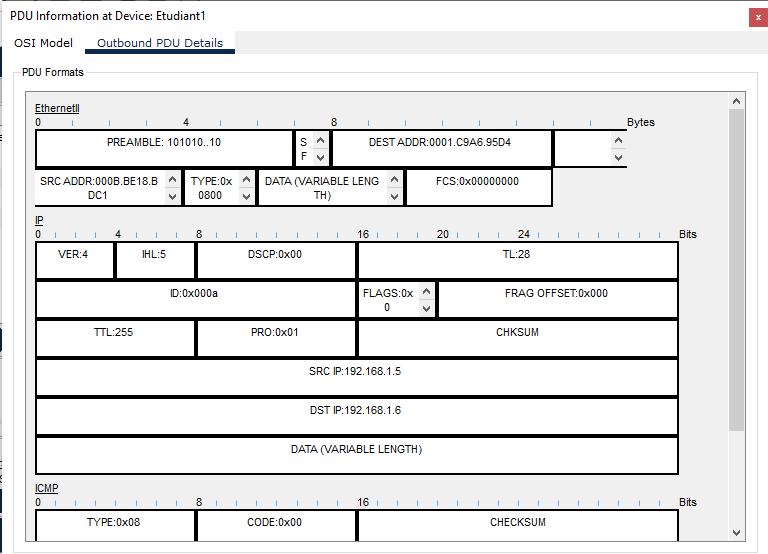 PDU Information at Device: Etudiant1
x
OSI Model Outbound PDU Details
PDU Formats
EthernetII
0 4 8 Bytes
PREAMBLE: 101010..10
S
F
DEST ADDR:0001.C9A6.95D4
SRC ADDR:000B.BE18.B
DC1
TYPE:0x
0800
DATA (VARIABLE LENG
TH)
FCS:0x00000000
IP
0 4 8 16 20 24 Bits
VER:4 IHL:5 DSCP:0x00 TL:28
ID:0x000a
FLAGS:0x
0
FRAG OFFSET:0x000
TTL:255 PRO:0x01 CHKSUM
SRC IP:192.168.1.5
DST IP:192.168.1.6
DATA (VARIABLE LENGTH)
ICMP
0 8 16 Bits
TYPE:0x08 CODE:0x00 CHECKSUM